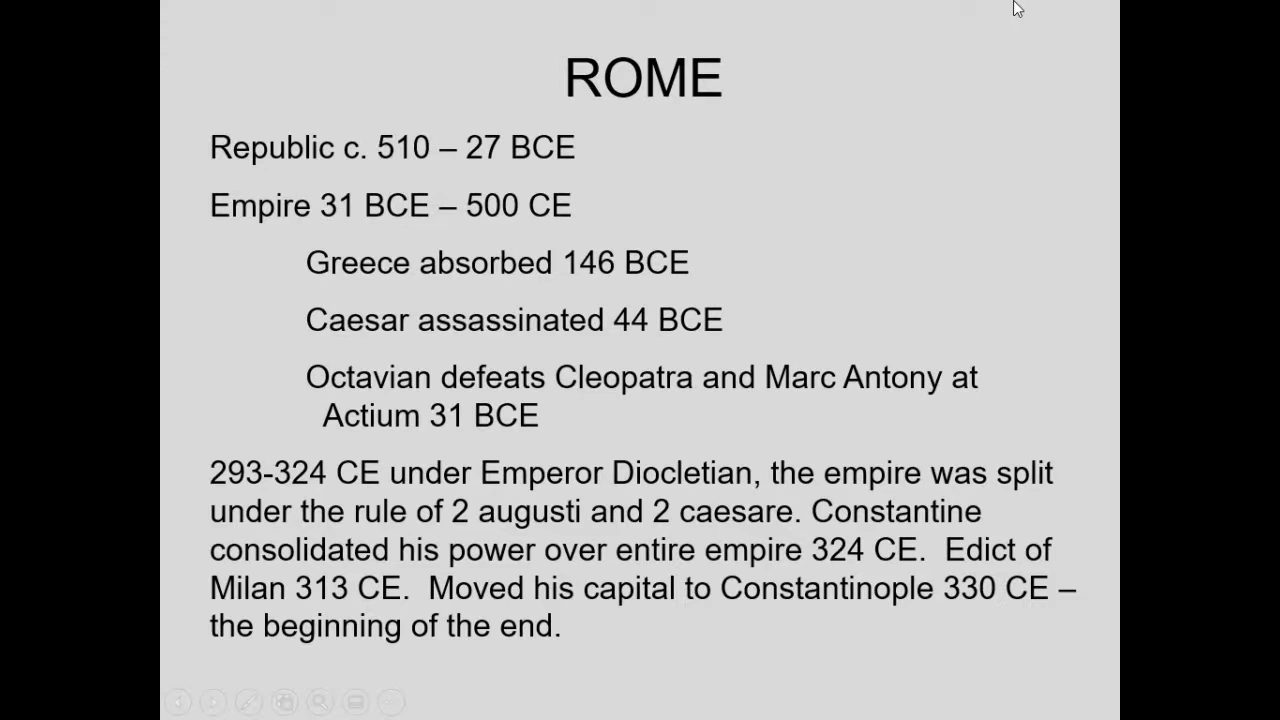 ROME
Republic c. 510 – 27 BCE
Empire 31 BCE – 500 CE
Greece absorbed 146 BCE
Caesar assassinated 44 BCE
Octavian defeats Cleopatra and Marc Antony at
Actium 31 BCE
293-324 CE under Emperor Diocletian, the empire was split
under the rule of 2 augusti and 2 caesare. Constantine
consolidated his power over entire empire 324 CE.  Edict of
Milan 313 CE.  Moved his capital to Constantinople 330 CE –
the beginning of the end.